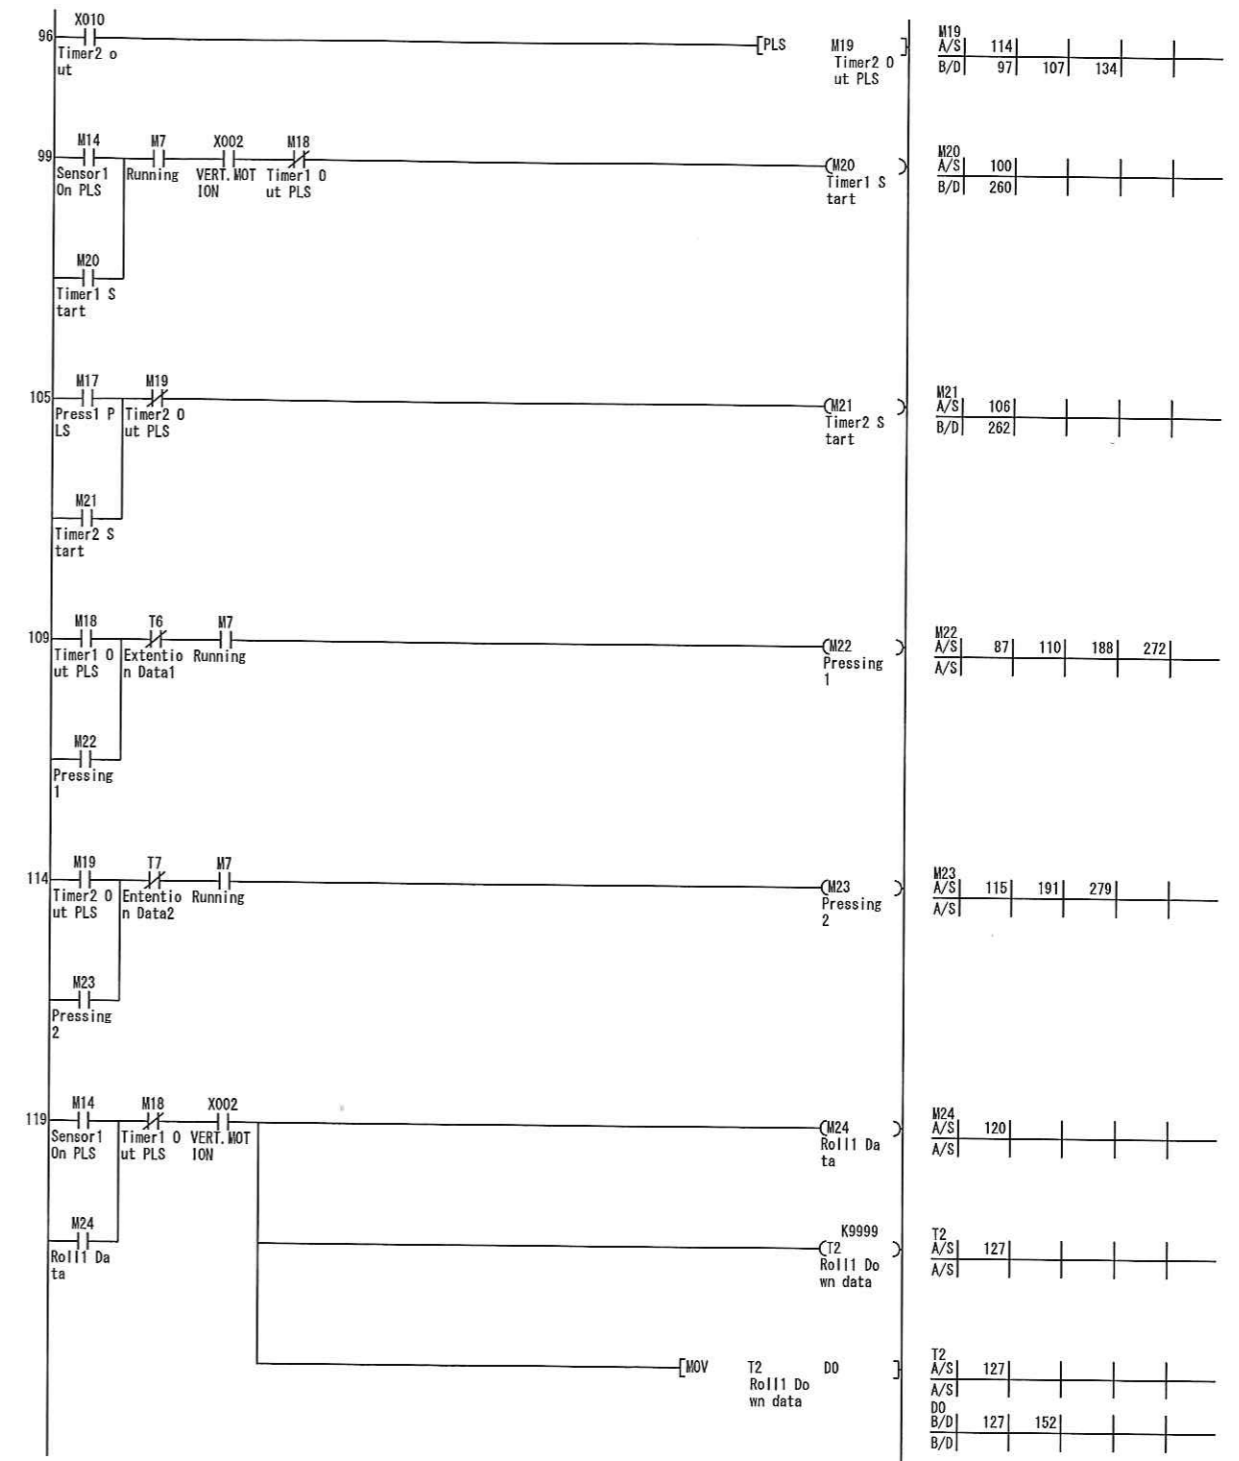 X010
96
Timer2 o
ut
[PLS M19 ]
Timer2 O
ut PLS
M19
A/S 114
B/D 97 107 134
M14 M7 X002 M18
99
Sensor1 Running VERT.MOT Timer1 O
On PLS ION ut PLS
(M20 )
Timer1 S
tart
M20
A/S 100
B/D 260
M20
Timer1 S
tart
M17 M19
105
Press1 P Timer2 O
LS ut PLS
(M21 )
Timer2 S
tart
M21
A/S 106
B/D 262
M21
Timer2 S
tart
M18 T6 M7
109
Timer1 O Extentio Running
ut PLS n Data1
(M22 )
Pressing
1
M22
A/S 87 110 188 272
A/S
M22
Pressing
1
M19 T7 M7
114
Timer2 O Ententio Running
ut PLS n Data2
(M23 )
Pressing
2
M23
A/S 115 191 279
A/S
M23
Pressing
2
M14 M18 X002
119
Sensor1 Timer1 O VERT.MOT
On PLS ut PLS ION
(M24 )
Roll1 Da
ta
M24
A/S 120
A/S
M24
Roll1 Da
ta
K9999
(T2 )
Roll1 Do
wn data
T2
A/S 127
A/S
[MOV T2 D0 ]
Roll1 Do
wn data
T2
A/S 127
A/S
D0
B/D 127 152
B/D